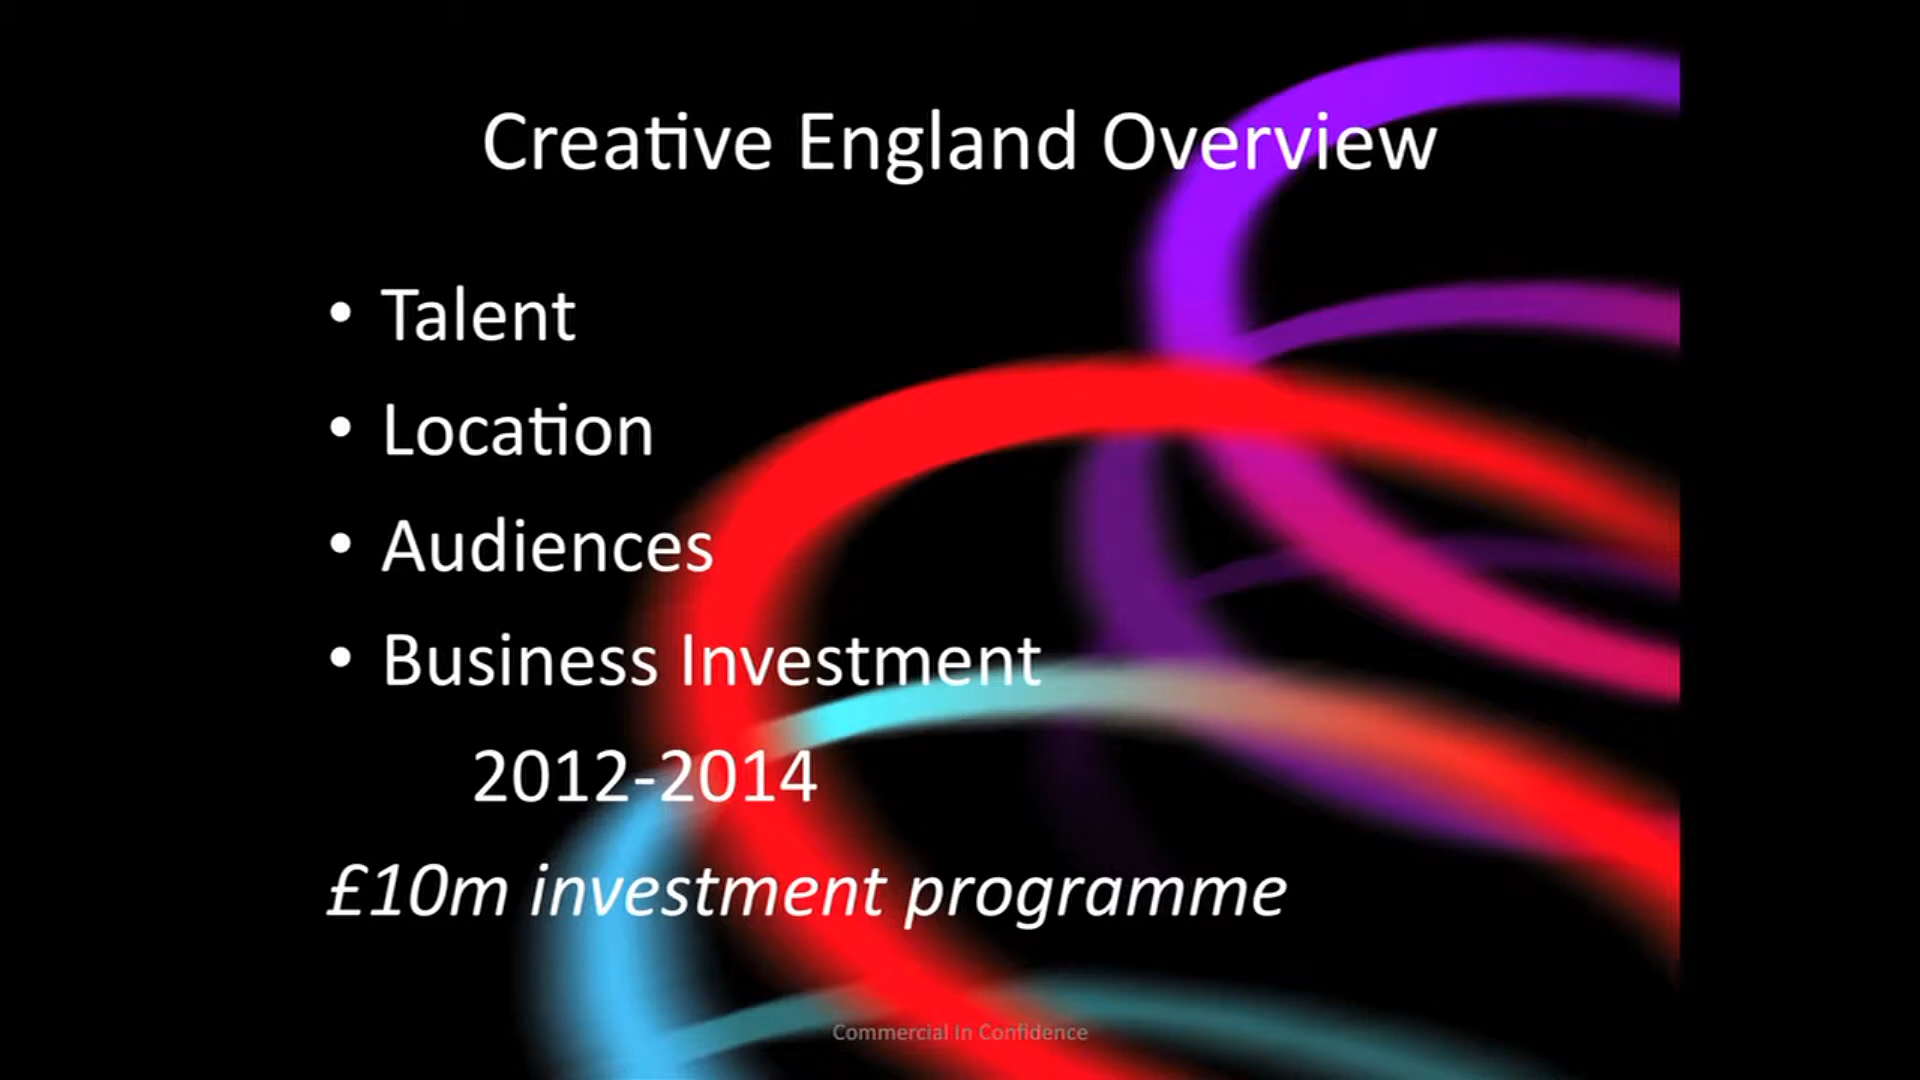 Creative England Overview
• Talent
• Location
• Audiences
• Business Investment
2012-2014
£10m investment programme
Commercial In Confidence